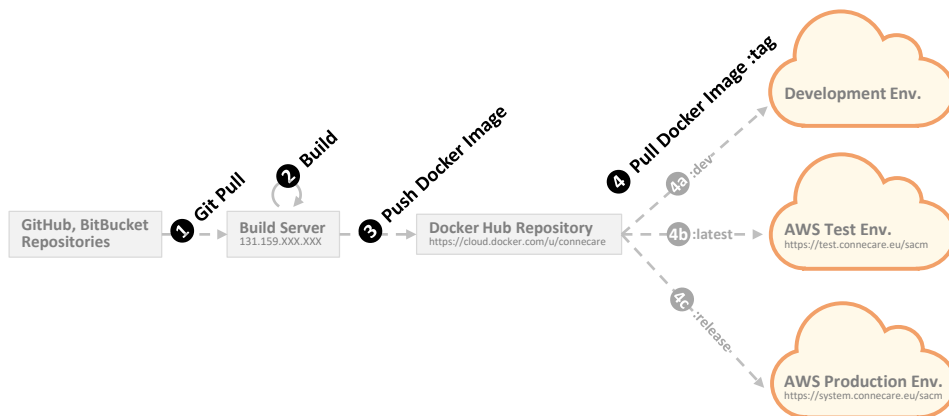 1 Git Pull
2 Build
3 Push Docker Image
4 Pull Docker Image :tag
GitHub, BitBucket
Repositories
Build Server
131.159.XXX.XXX
Docker Hub Repository
https://cloud.docker.com/u/connecare
4a :dev
4b :latest
4c :release
Development Env.
AWS Test Env.
https://test.connecare.eu/sacm
AWS Production Env.
https://system.connecare.eu/sacm